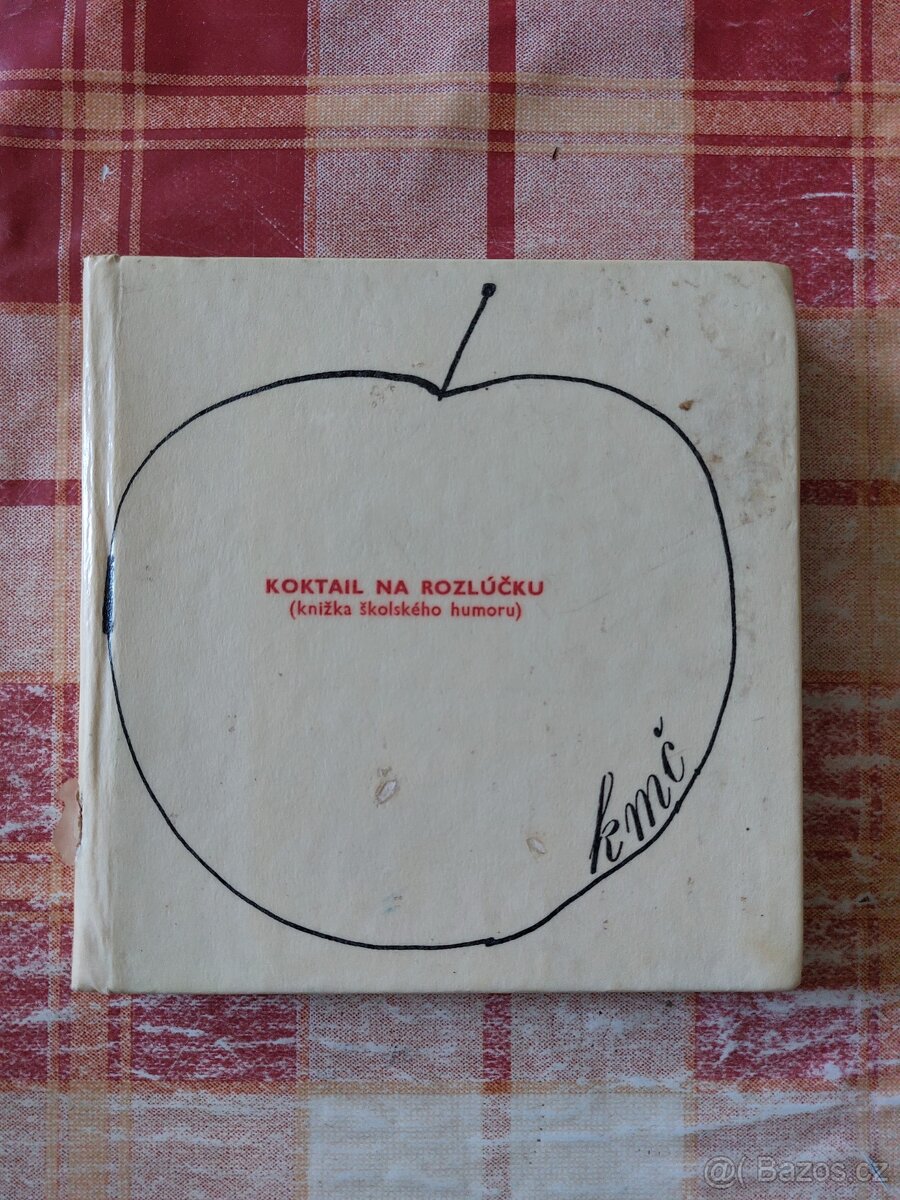 KOKTAIL NA ROZLÚČKU
(knižka školského humoru)
kmč
@( Bazos.cz